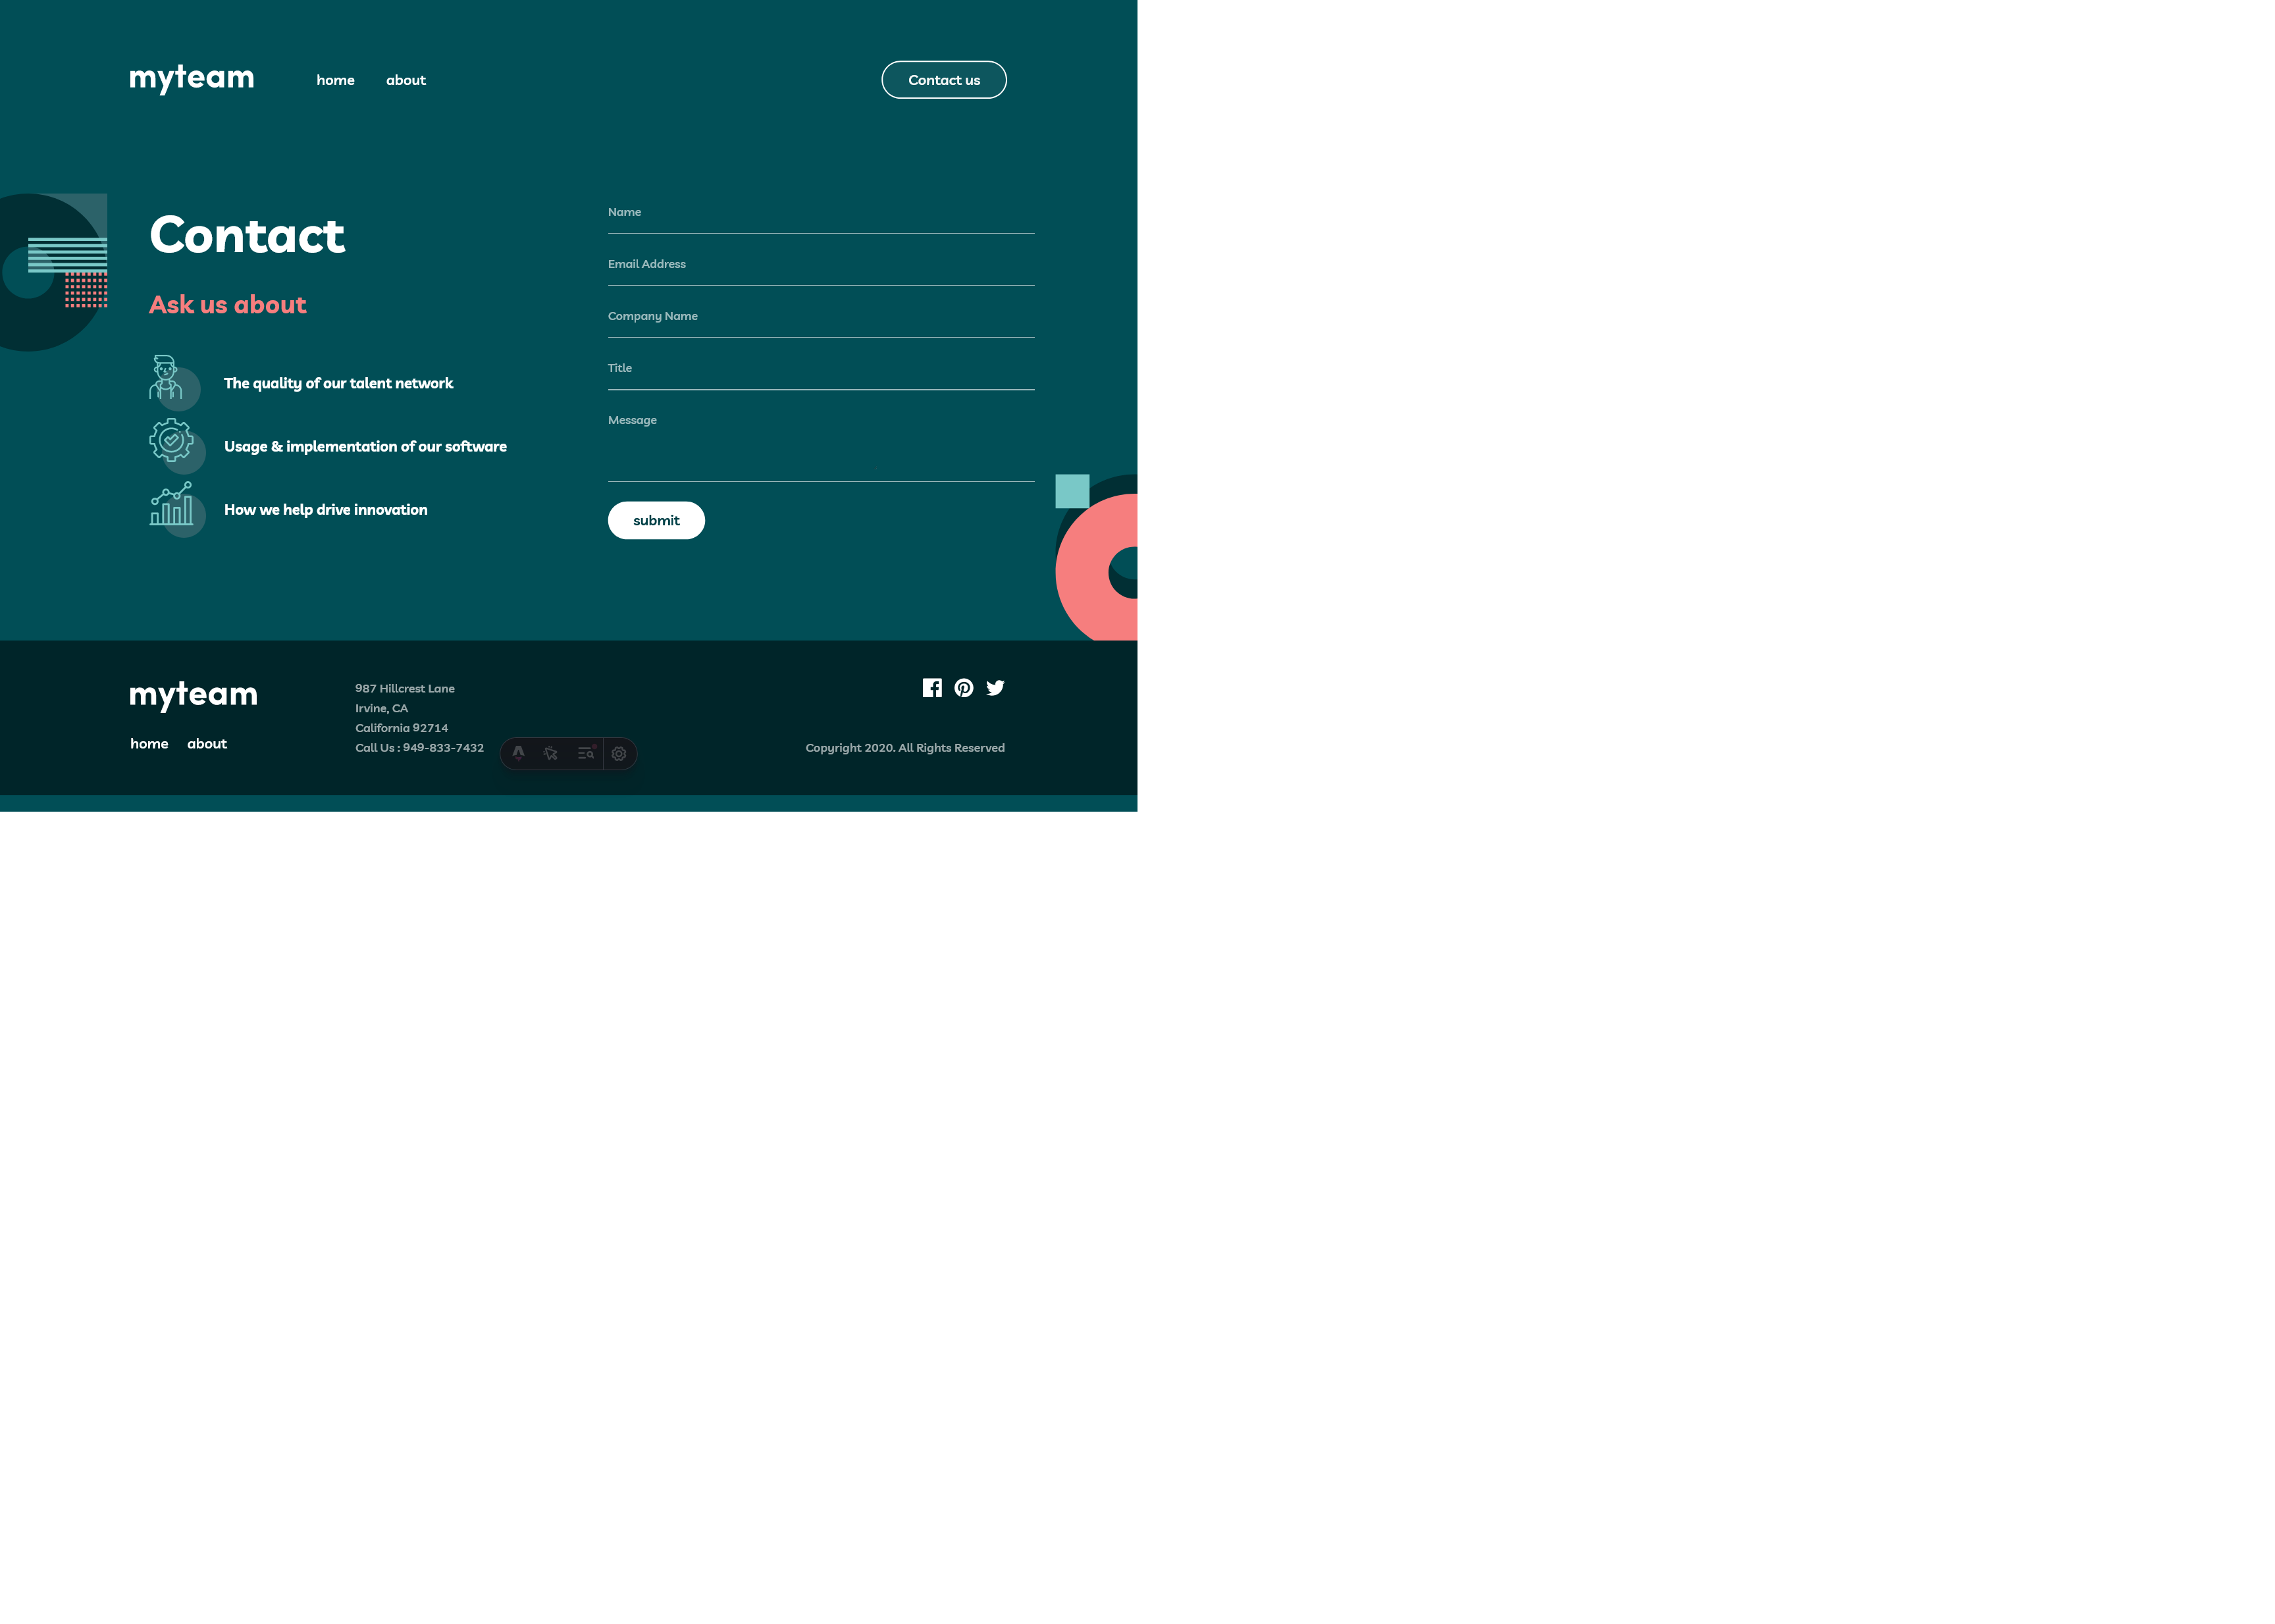 myteam
home
about
Contact us
Contact
Ask us about
The quality of our talent network
Usage & implementation of our software
How we help drive innovation
Name
Email Address
Company Name
Title
Message
submit
myteam
home
about
987 Hillcrest Lane
Irvine, CA
California 92714
Call Us : 949-833-7432
Copyright 2020. All Rights Reserved